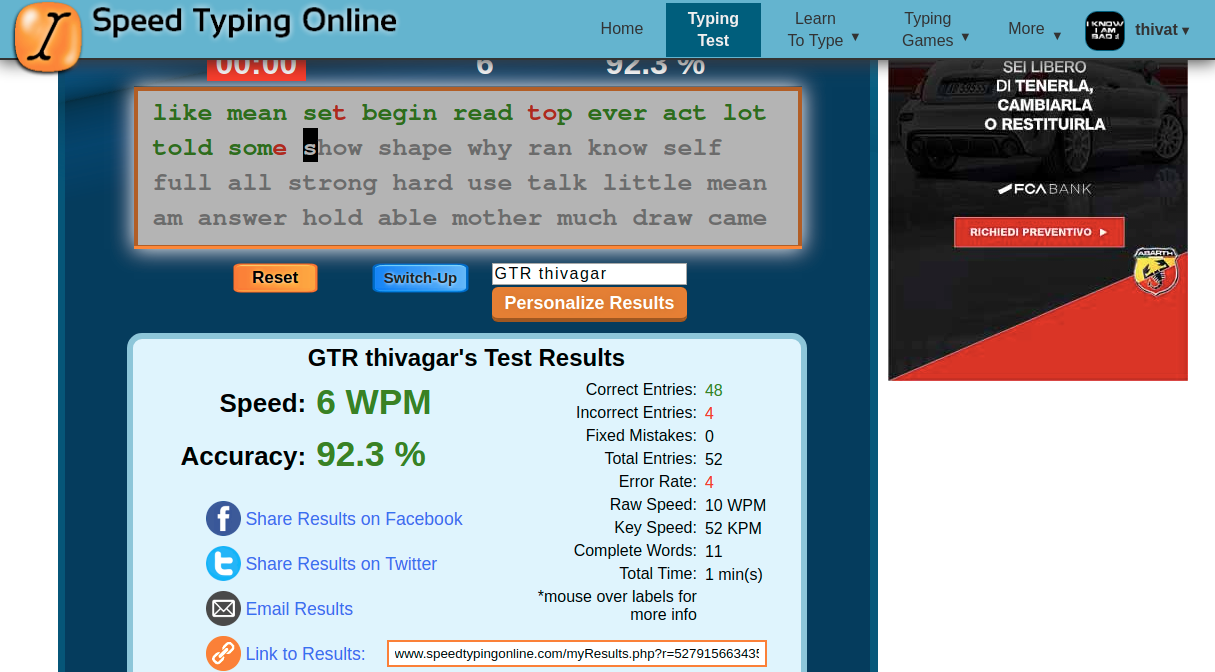 Speed Typing Online
Home
Typing
Test
Learn
To Type ▼
Typing
Games ▼
More ▼
I KNOW
I AM
thivat ▾
00:00 6 92.3 %
like mean set begin read top ever act lot
told some show shape why ran know self
full all strong hard use talk little mean
am answer hold able mother much draw came
Reset
Switch-Up
GTR thivagar
Personalize Results
GTR thivagar's Test Results
Speed: 6 WPM
Accuracy: 92.3 %
Share Results on Facebook
Share Results on Twitter
Email Results
Link to Results: www.speedtypingonline.com/myResults.php?r=527915663435
Correct Entries: 48
Incorrect Entries: 4
Fixed Mistakes: 0
Total Entries: 52
Error Rate: 4
Raw Speed: 10 WPM
Key Speed: 52 KPM
Complete Words: 11
Total Time: 1 min(s)
*mouse over labels for
more info
SEI LIBERO
DI TENERLA,
CAMBIARLA
O RESTITUIRLA
FCA BANK
RICHIEDI PREVENTIVO
ABARTH